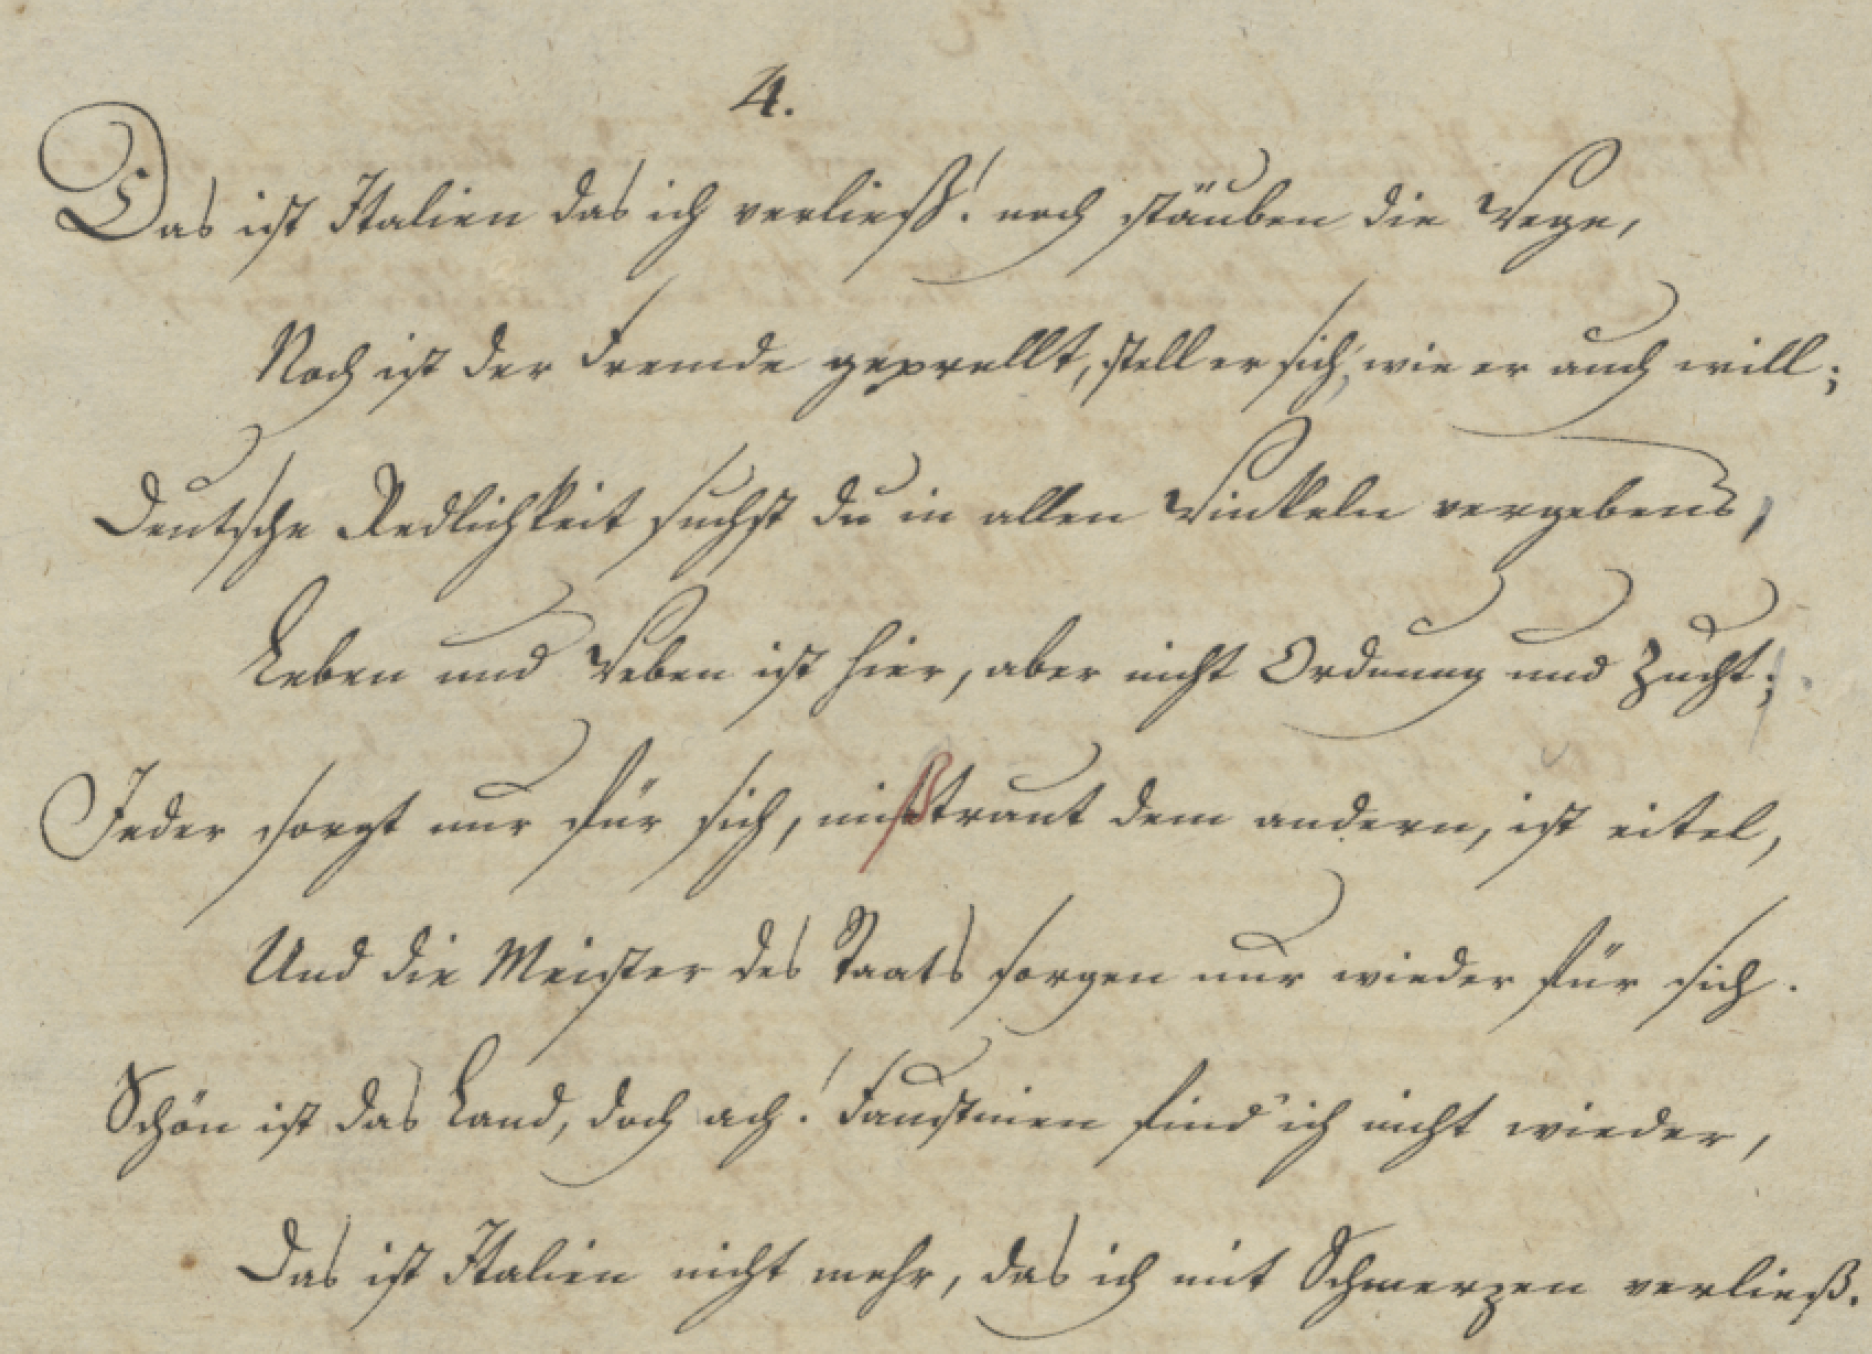 4.
Das ist Italien das ich verließ! noch stäuben die Wege,
Noch ist der Fremde geprellt, stell er sich, wie er auch will;
Deutsche Redlichkeit suchst du in allen Winkeln vergebens,
Leben und Weben ist hier, aber nicht Ordnung und Zucht;
Jeder sorgt nur für sich, mißtraut dem andern, ist eitel,
Und die Meister des Staats sorgen nur wieder für sich.
Schön ist das Land, doch ach! Faustinen find' ich nicht wieder,
Das ist Italien nicht mehr, das ich mit Schmerzen verließ.